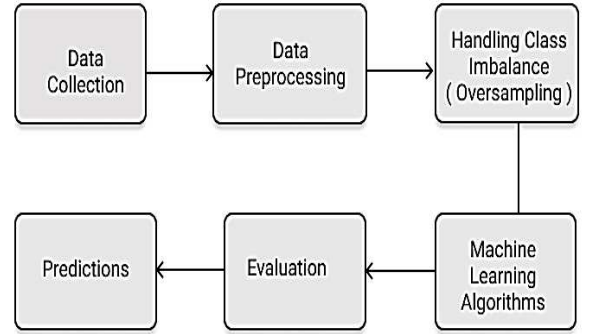 Data
Collection
Data
Preprocessing
Handling Class
Imbalance
( Oversampling )
Predictions
Evaluation
Machine
Learning
Algorithms